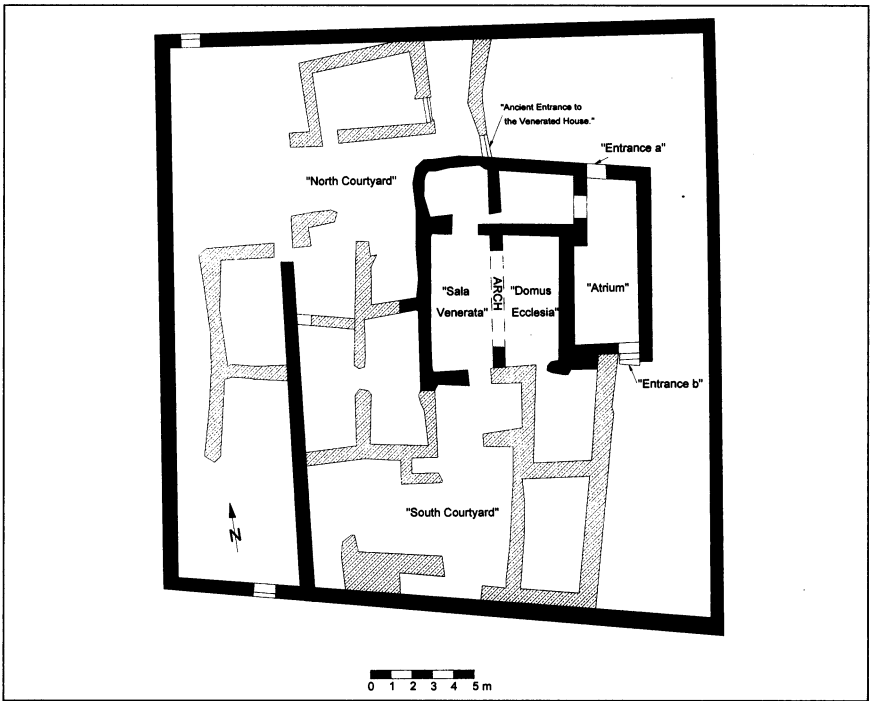 "Ancient Entrance to
the Venerated House."
"Entrance a"
"North Courtyard"
"Sala
Venerata"
ARCH
"Domus
Ecclesia"
"Atrium"
"Entrance b"
"South Courtyard"
N
0 1 2 3 4 5 m